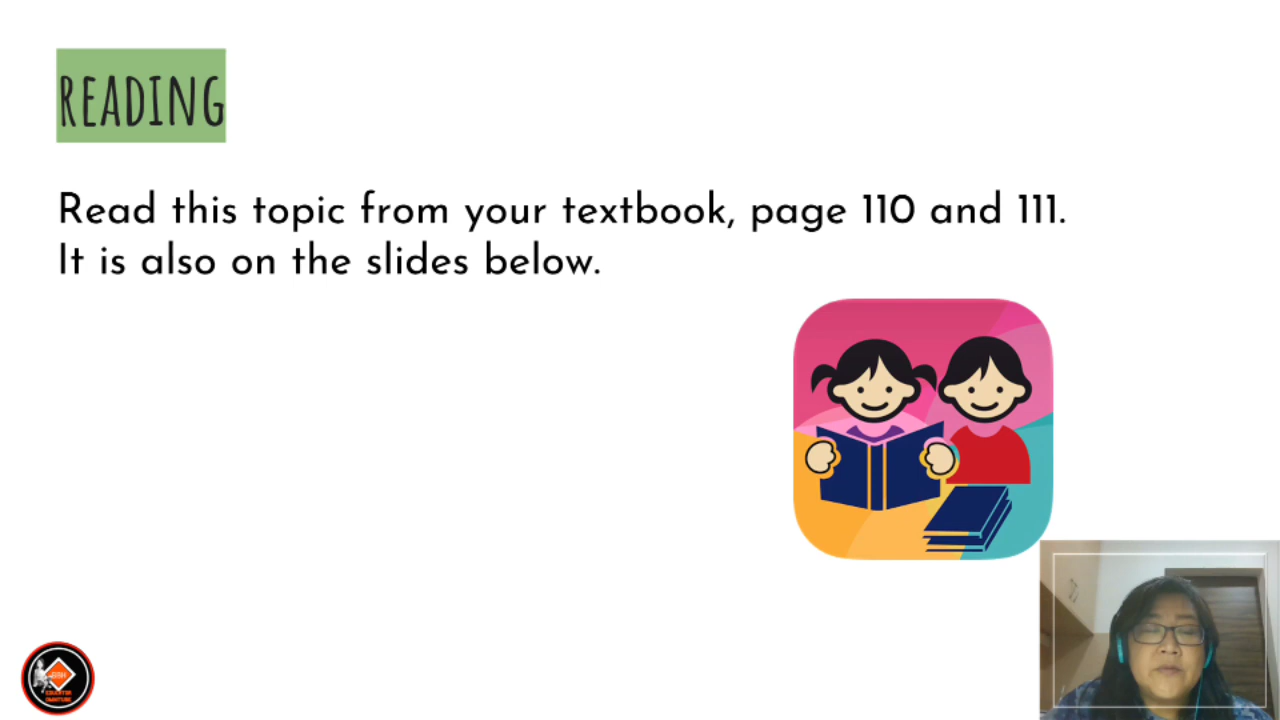 READING
Read this topic from your textbook, page 110 and 111.
It is also on the slides below.